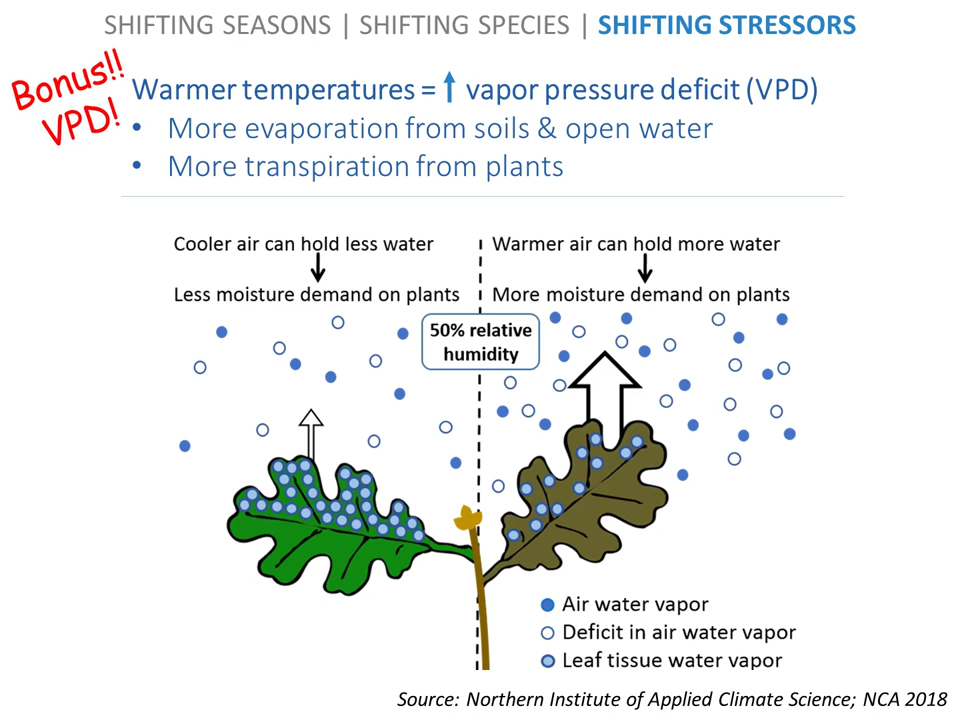 SHIFTING SEASONS | SHIFTING SPECIES | SHIFTING STRESSORS
Bonus!!
VPD!
Warmer temperatures = ↑ vapor pressure deficit (VPD)
• More evaporation from soils & open water
• More transpiration from plants
Cooler air can hold less water
Less moisture demand on plants
Warmer air can hold more water
More moisture demand on plants
50% relative
humidity
Air water vapor
Deficit in air water vapor
Leaf tissue water vapor
Source: Northern Institute of Applied Climate Science; NCA 2018